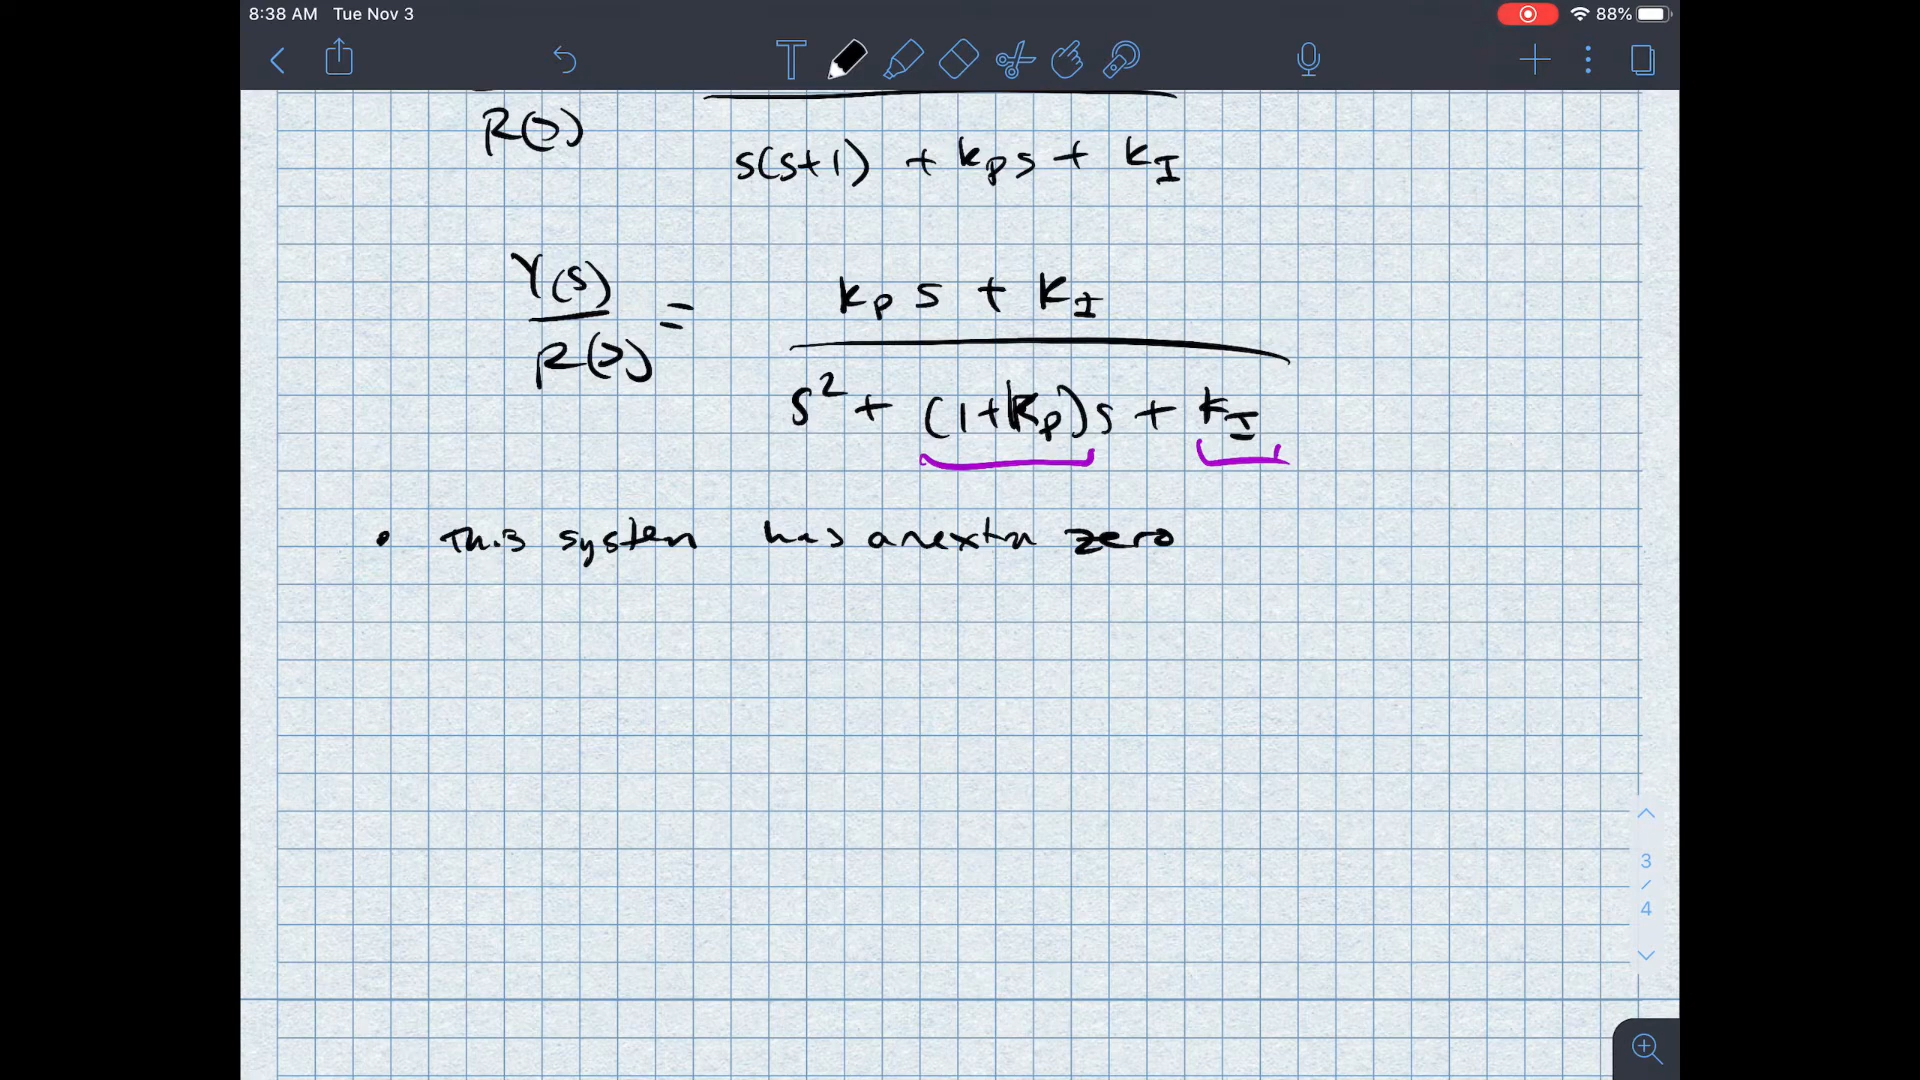 8:38 AM Tue Nov 3
88%
R(s)
s(s+1) + kps + kI
Y(s)
R(s)
=
kp s + KI
s² + (1+Kp)s + kI
• This system has an extra zero
3
/
4